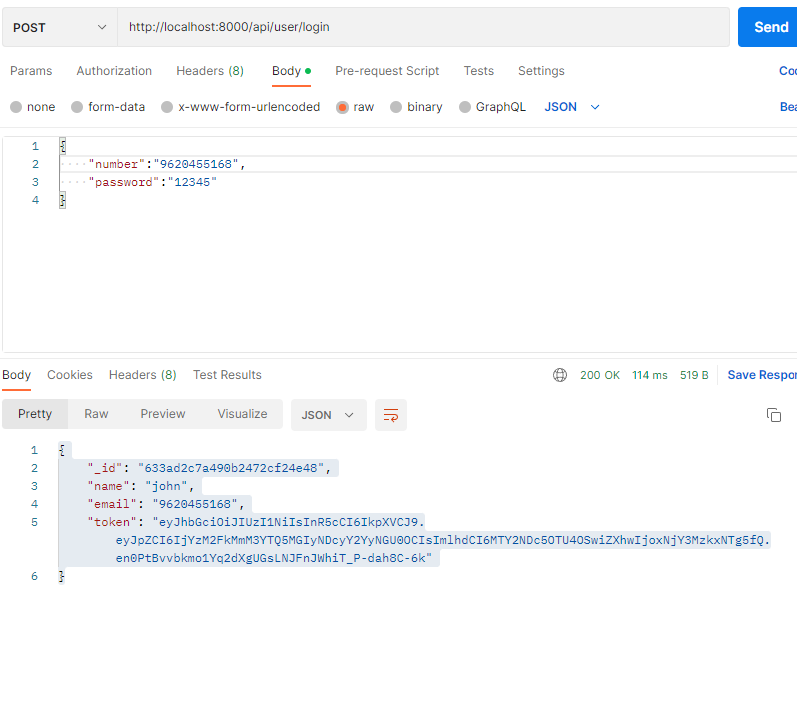 POST http://localhost:8000/api/user/login Send
Params Authorization Headers (8) Body Pre-request Script Tests Settings Coo
none form-data x-www-form-urlencoded raw binary GraphQL JSON Bea
1 {
2 "number":"9620455168",
3 "password":"12345"
4 }
Body Cookies Headers (8) Test Results 200 OK 114 ms 519 B Save Respon
Pretty Raw Preview Visualize JSON
1 {
2 "_id": "633ad2c7a490b2472cf24e48",
3 "name": "john",
4 "email": "9620455168",
5 "token": "eyJhbGciOiJIUzI1NiIsInR5cCI6IkpXVCJ9.
eyJpZCI6IjYzM2FkMmM3YTQ5MGIyNDcyY2YyNGU0OCIsImlhdCI6MTY2NDc5OTU4OSwiZXhwIjoxNjY3MzkxNTg5fQ.
en0PtBvvbkmo1Yq2dXgUGsLNJFnJWhiT_P-dah8C-6k"
6 }